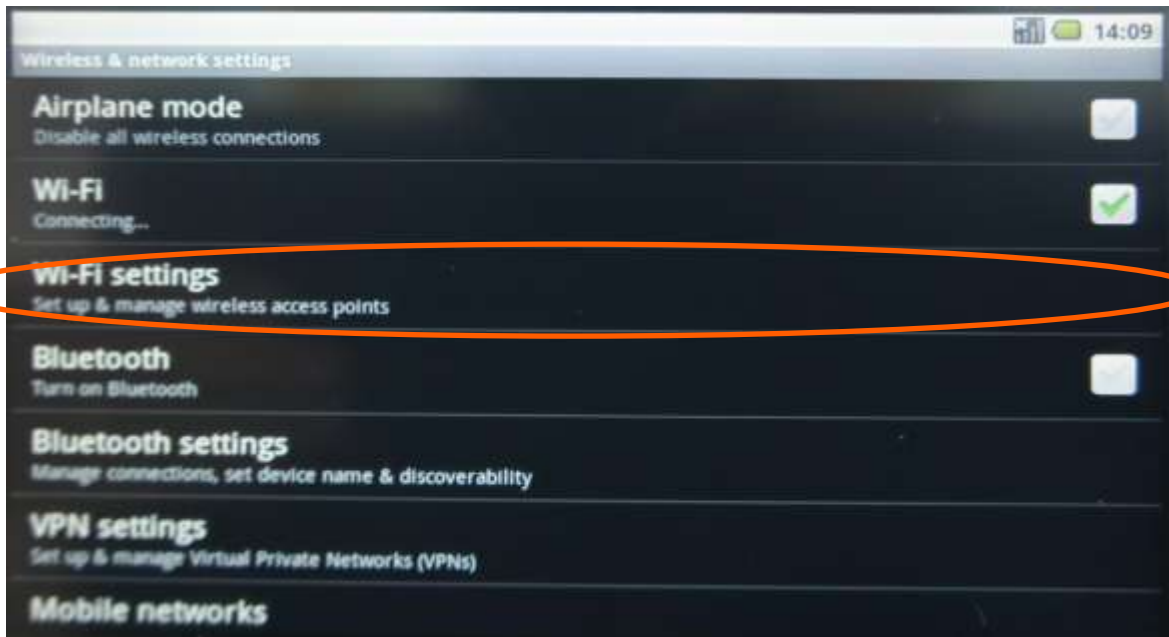 14:09
Wireless & network settings
Airplane mode
Disable all wireless connections
Wi-Fi
Connecting...
Wi-Fi settings
Set up & manage wireless access points
Bluetooth
Turn on Bluetooth
Bluetooth settings
Manage connections, set device name & discoverability
VPN settings
Set up & manage Virtual Private Networks (VPNs)
Mobile networks